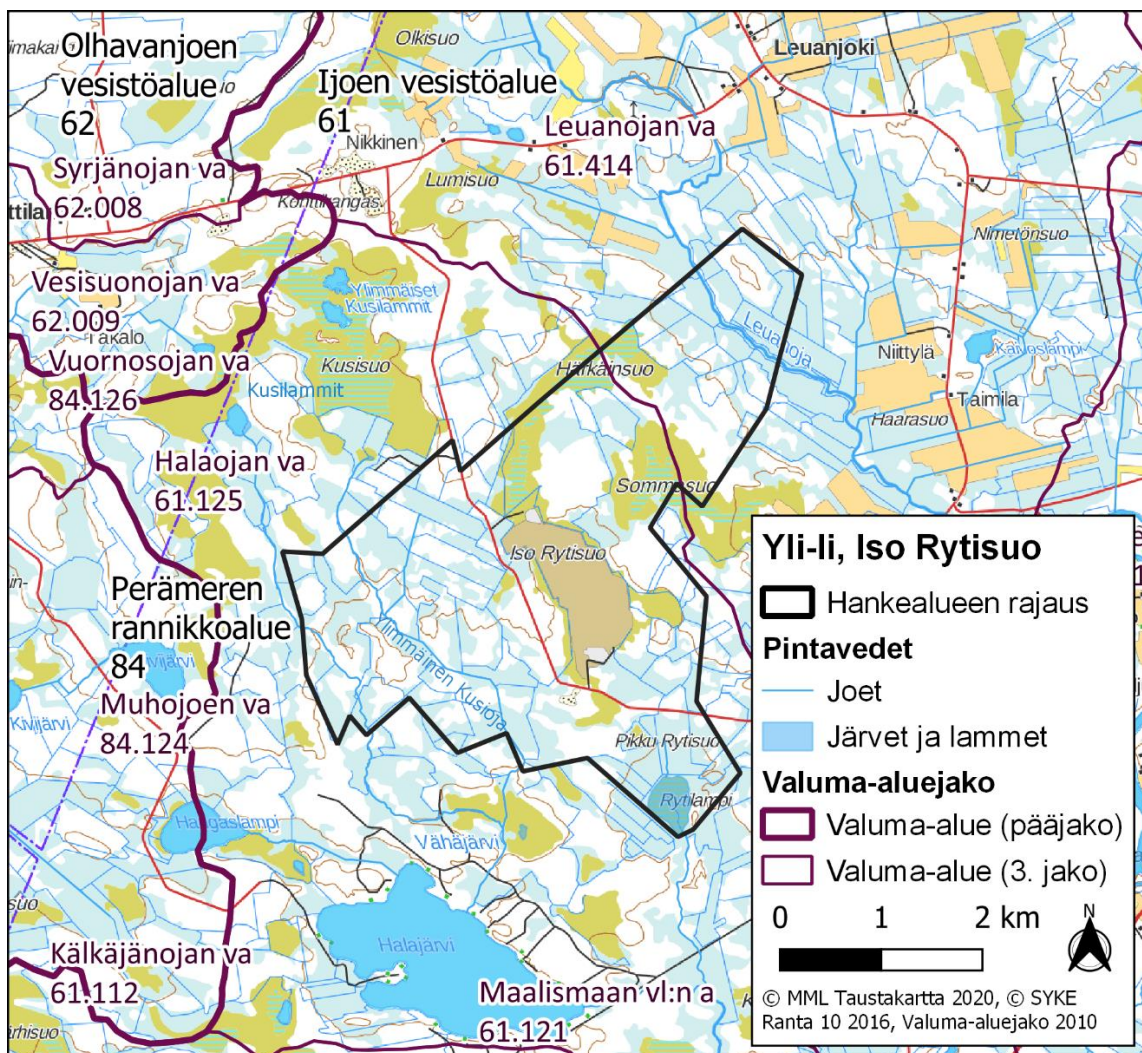 Olhavanjoen
vesistöalue
62
Olkisuo
Ijoen vesistöalue
61
Nikkinen
Leuanjoki
Leuanojan va
61.414
Syrjänojan va
62.008
Lumisuo
Konttikangas
Nimetönsuo
Vesisuonojan va
62.009
Ylimmäiset
Kusilammit
Leuanoja
Vuornosojan va
84.126
Kusisuo
Härkäinsuo
Niittylä
Kaivoslampi
Kusilammit
Taimila
Haarasuo
Halaojan va
61.125
Sommasuo
Iso Rytisuo
Perämeren
rannikkoalue
84
Kivijärvi
Ylimmäinen Kusioja
Muhojoen va
84.124
Pikku Rytisuo
Rytilampi
Hangaslampi
Vähäjärvi
Halajärvi
Kälkäjänojan va
61.112
Maalismaan vl:n a
61.121
Yli-Ii, Iso Rytisuo
Hankealueen rajaus
Pintavedet
Joet
Järvet ja lammet
Valuma-aluejako
Valuma-alue (pääjako)
Valuma-alue (3. jako)
0 1 2 km
N
© MML Taustakartta 2020, © SYKE
Ranta 10 2016, Valuma-aluejako 2010